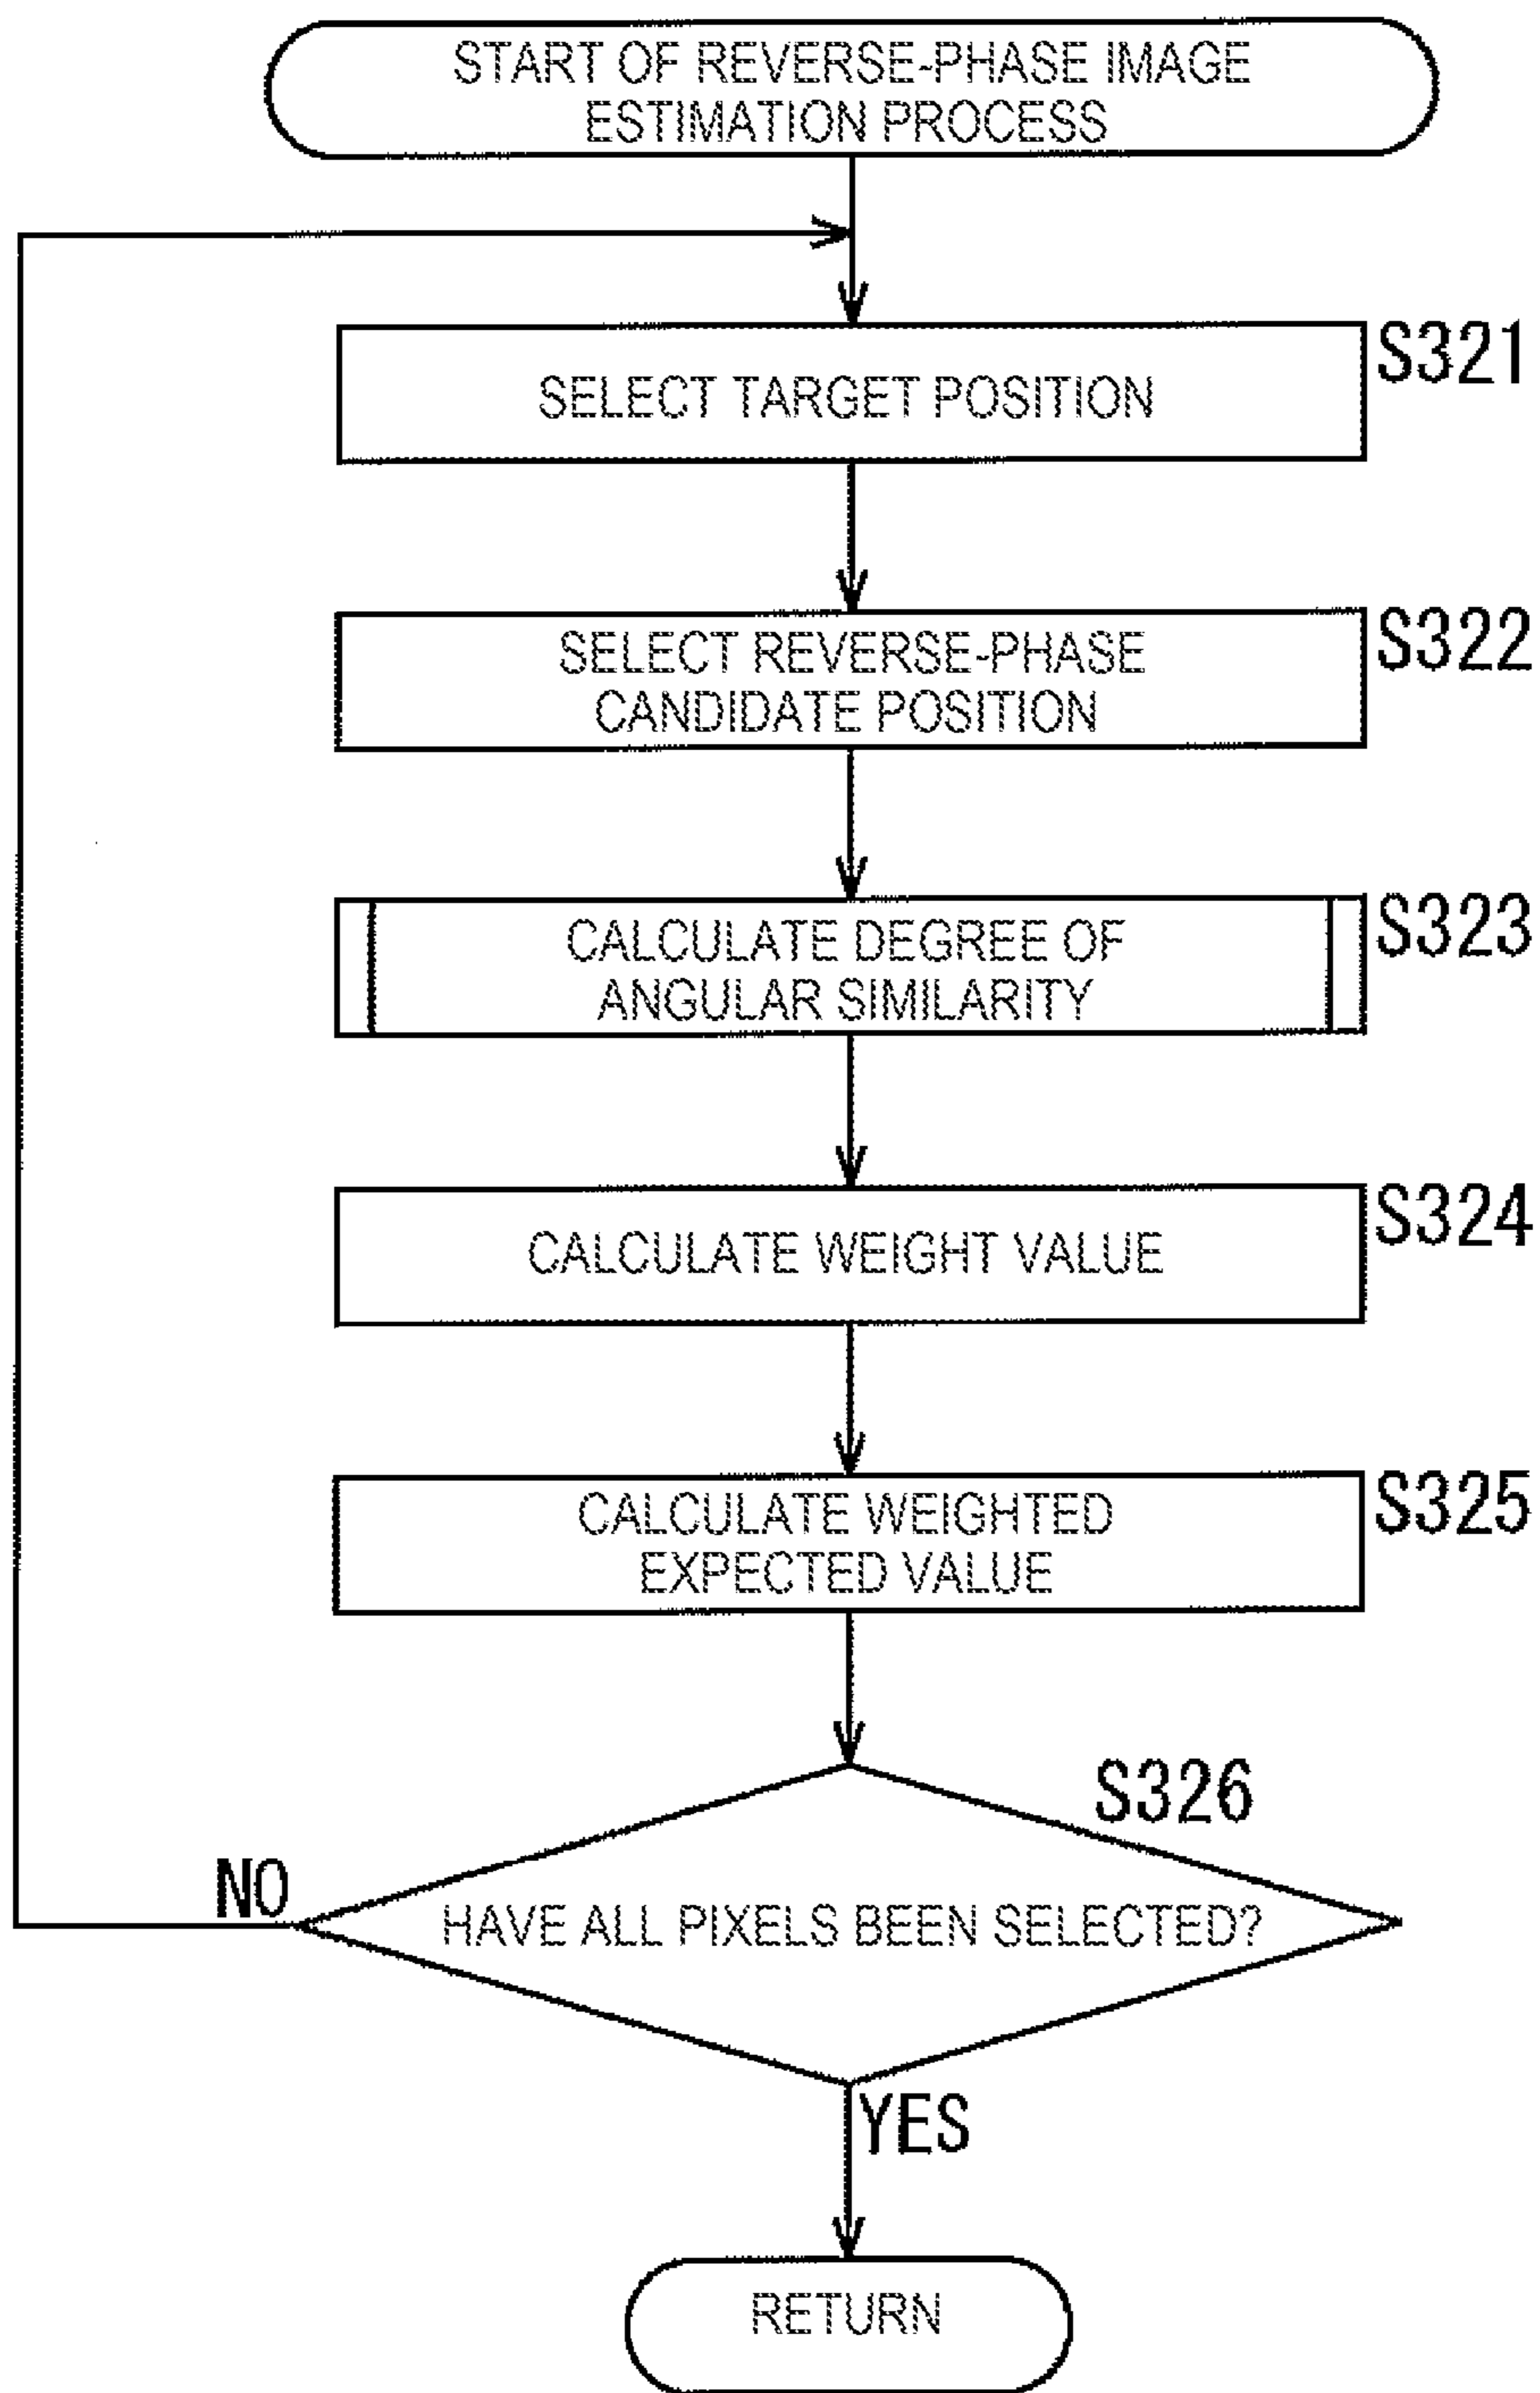 START OF REVERSE-PHASE IMAGE
ESTIMATION PROCESS
S321
SELECT TARGET POSITION
S322
SELECT REVERSE-PHASE
CANDIDATE POSITION
S323
CALCULATE DEGREE OF
ANGULAR SIMILARITY
S324
CALCULATE WEIGHT VALUE
S325
CALCULATE WEIGHTED
EXPECTED VALUE
S326
NO
HAVE ALL PIXELS BEEN SELECTED?
YES
RETURN